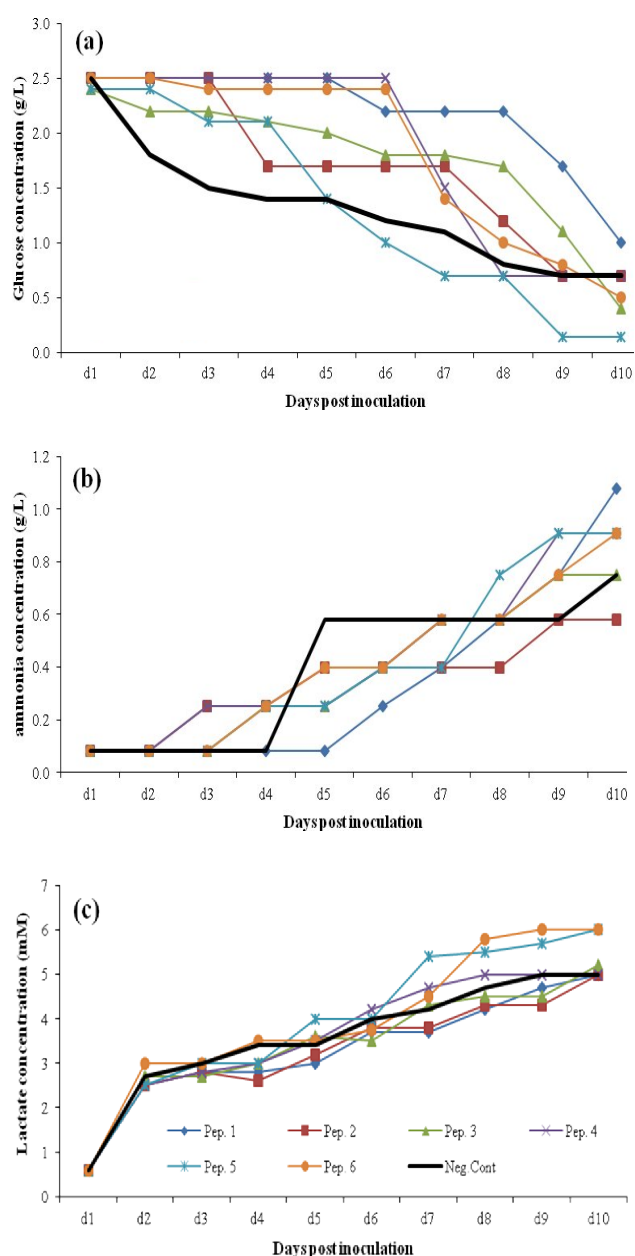 (a)
Glucose concentration (g/L)
3.0
2.5
2.0
1.5
1.0
0.5
0.0
d1 d2 d3 d4 d5 d6 d7 d8 d9 d10
Days post inoculation
(b)
ammonia concentration (g/L)
1.2
1.0
0.8
0.6
0.4
0.2
0.0
d1 d2 d3 d4 d5 d6 d7 d8 d9 d10
Days post inoculation
(c)
Lactate concentration (mM)
7
6
5
4
3
2
1
0
Pep. 1 Pep. 2 Pep. 3 Pep. 4
Pep. 5 Pep. 6 Neg Cont
d1 d2 d3 d4 d5 d6 d7 d8 d9 d10
Days post inoculation